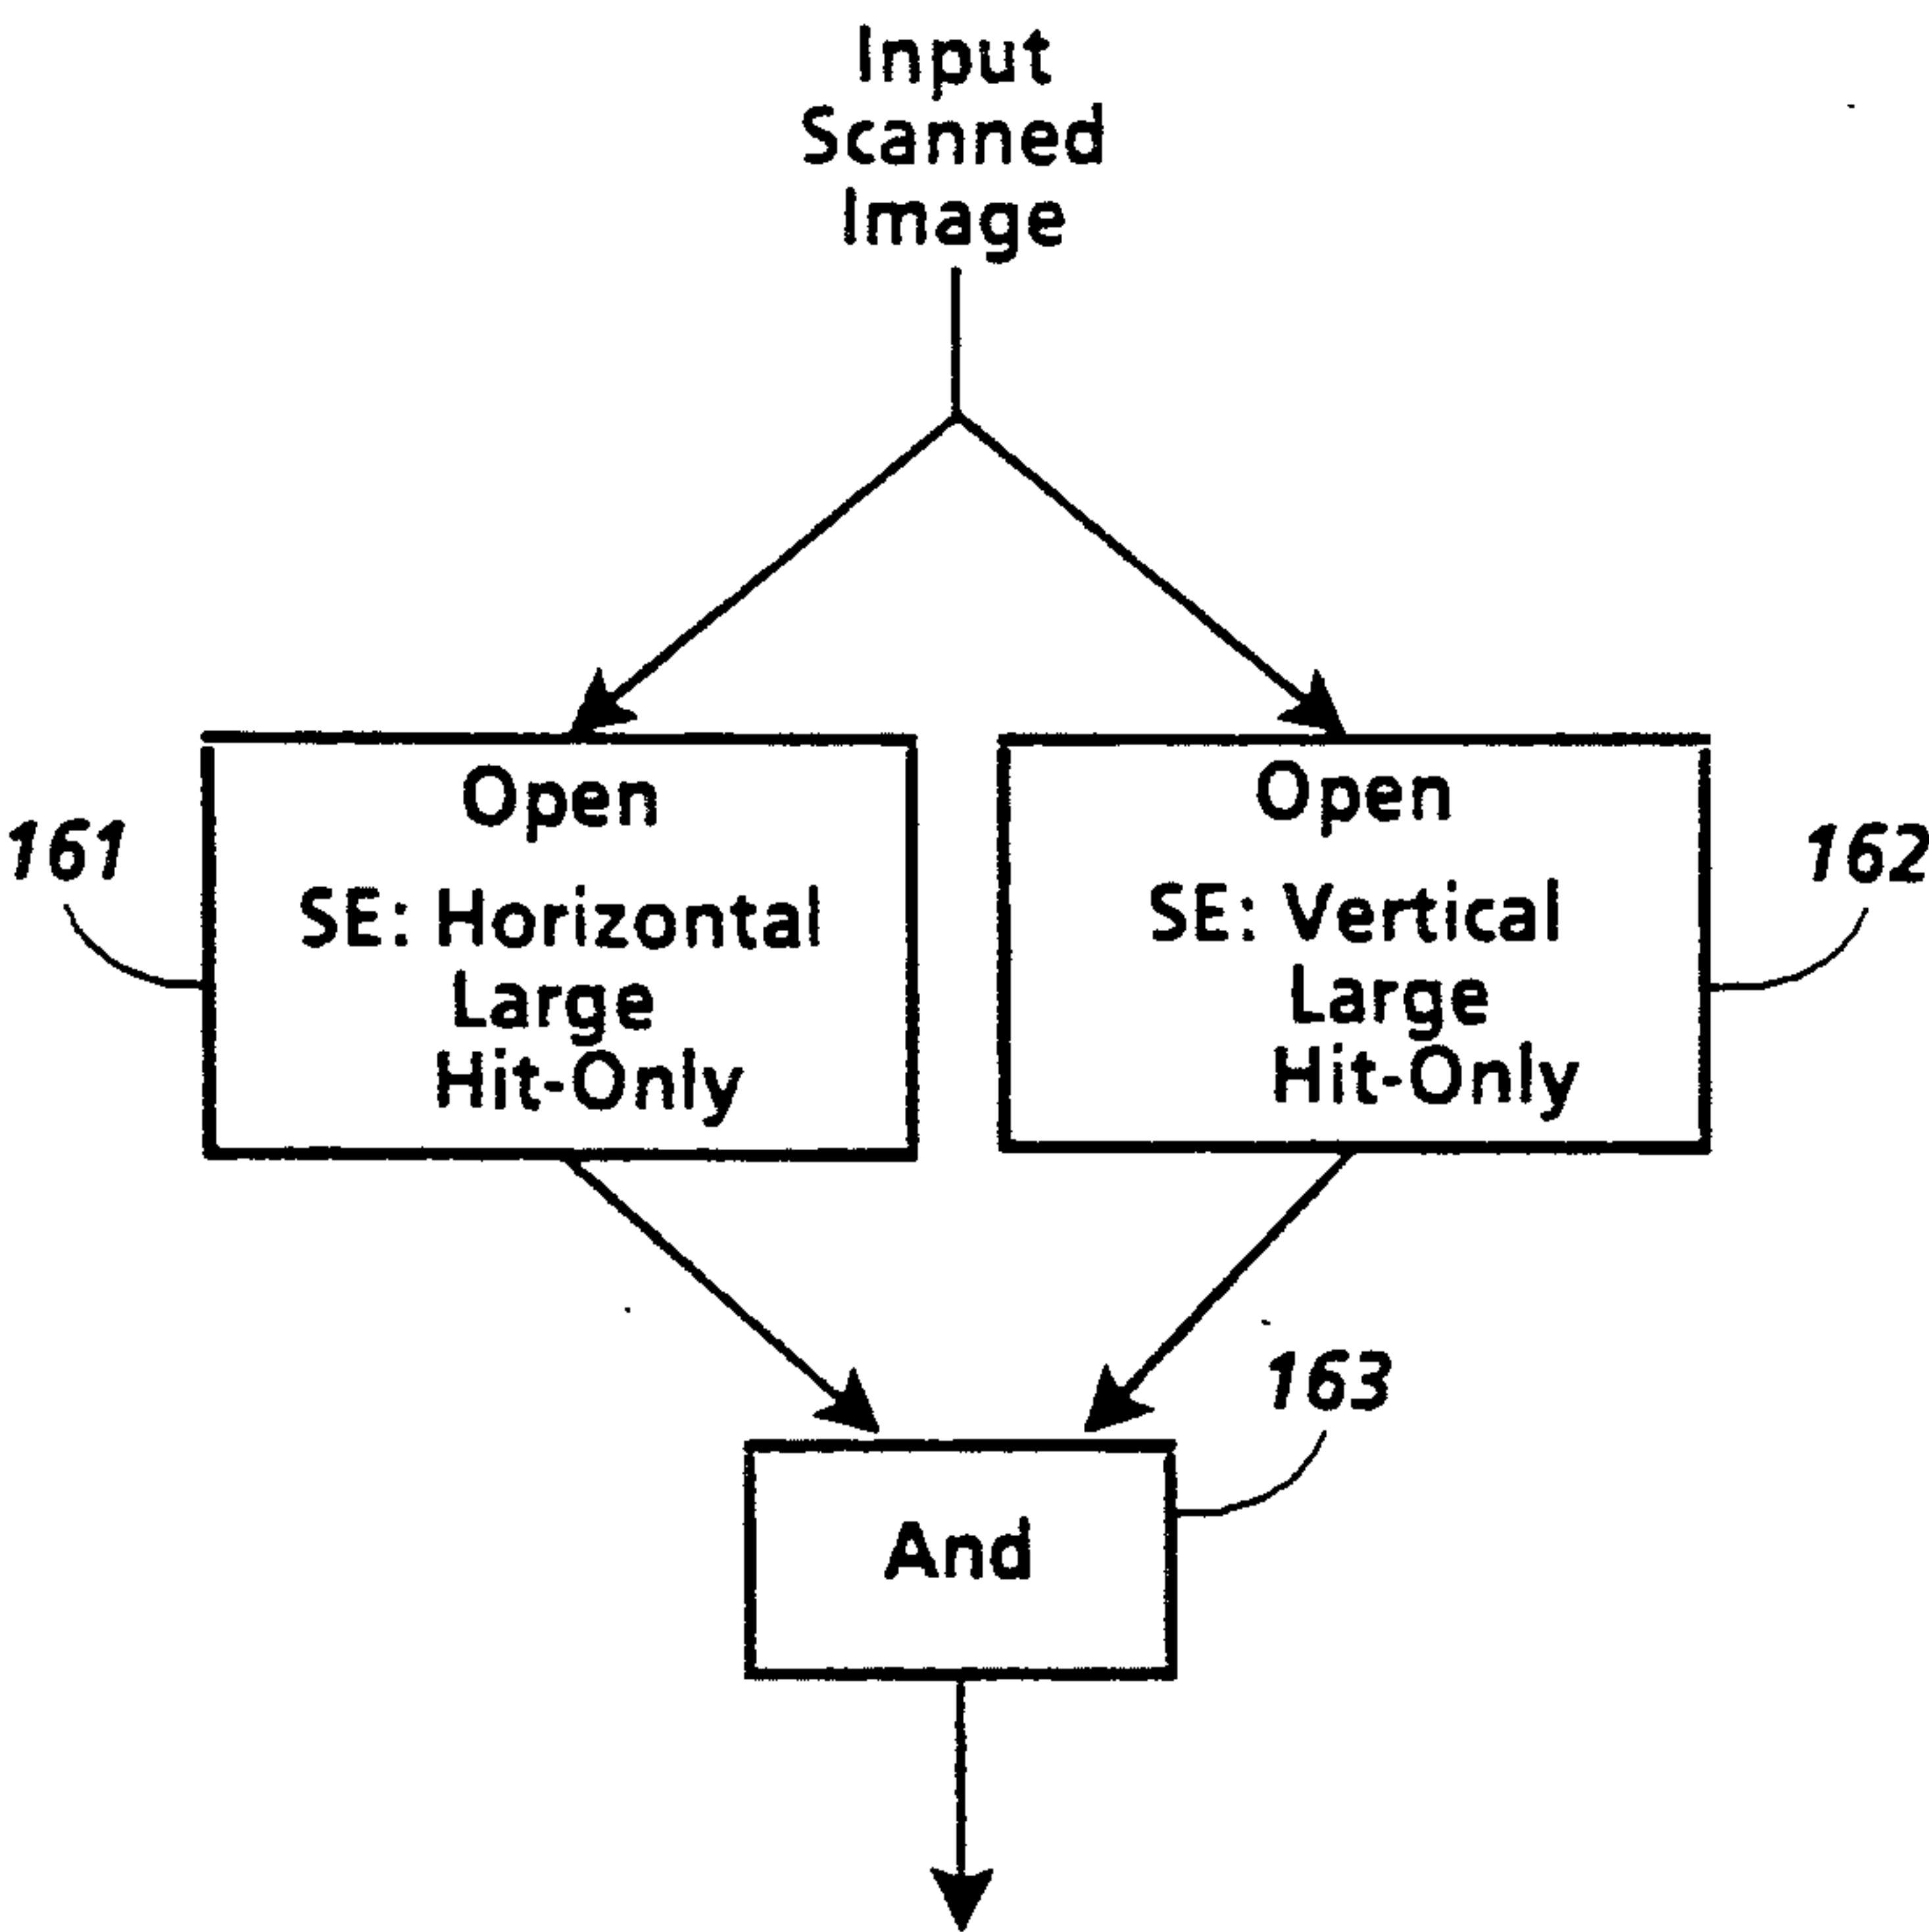 Input
Scanned
Image
161
Open
SE: Horizontal
Large
Hit-Only
Open
SE: Vertical
Large
Hit-Only
162
163
And